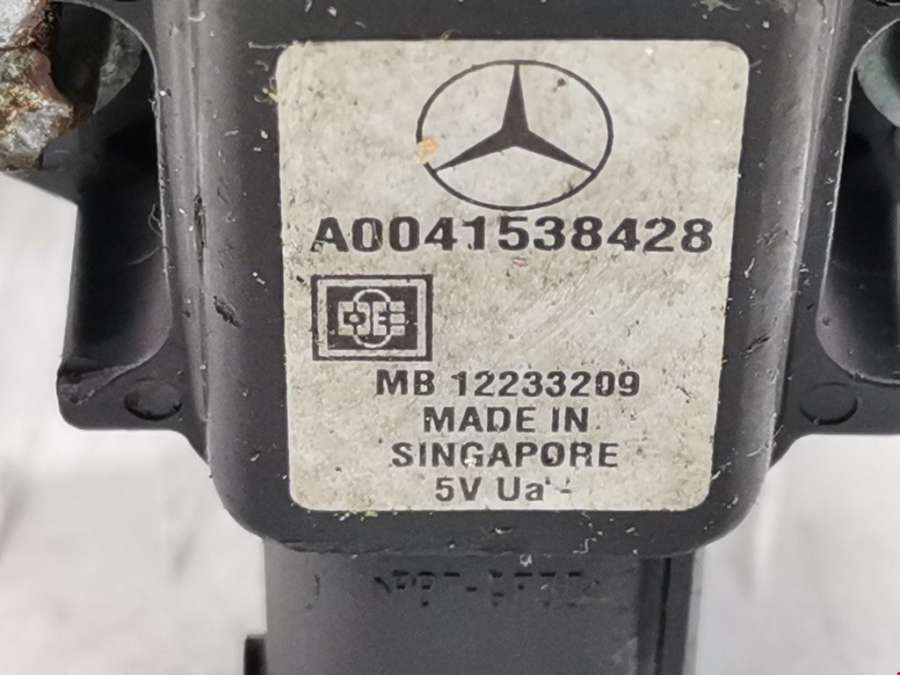 A0041538428
MB 12233209
MADE IN
SINGAPORE
5V Ua -